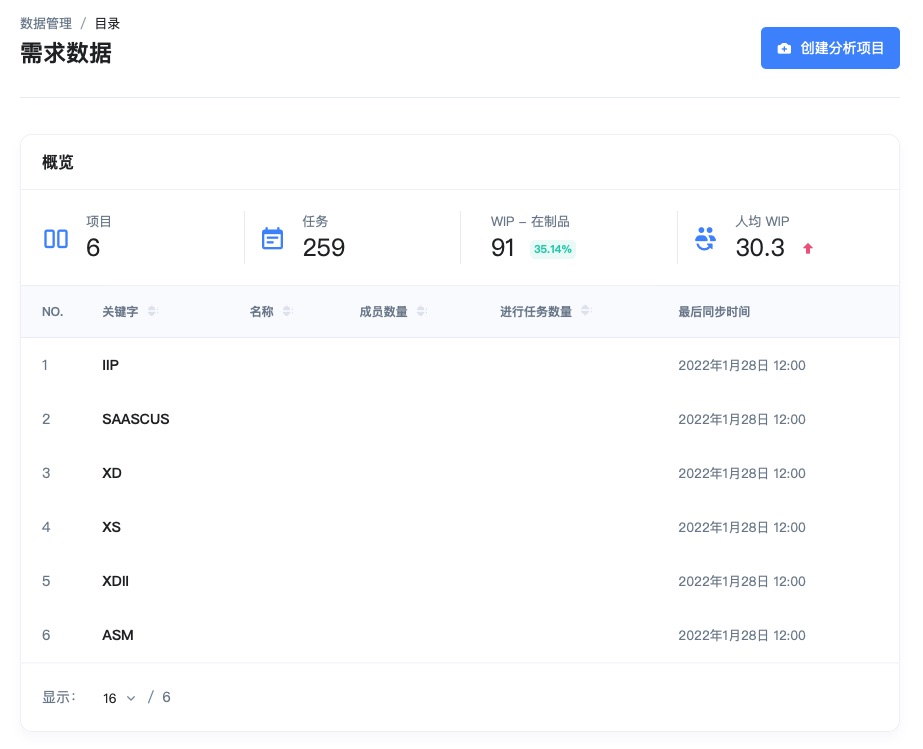 数据管理 / 目录
需求数据
创建分析项目
概览
项目
6
任务
259
WIP – 在制品
91 35.14%
人均 WIP
30.3
NO. 关键字 名称 成员数量 进行任务数量 最后同步时间
1 IIP 2022年1月28日 12:00
2 SAASCUS 2022年1月28日 12:00
3 XD 2022年1月28日 12:00
4 XS 2022年1月28日 12:00
5 XDII 2022年1月28日 12:00
6 ASM 2022年1月28日 12:00
显示： 16 / 6